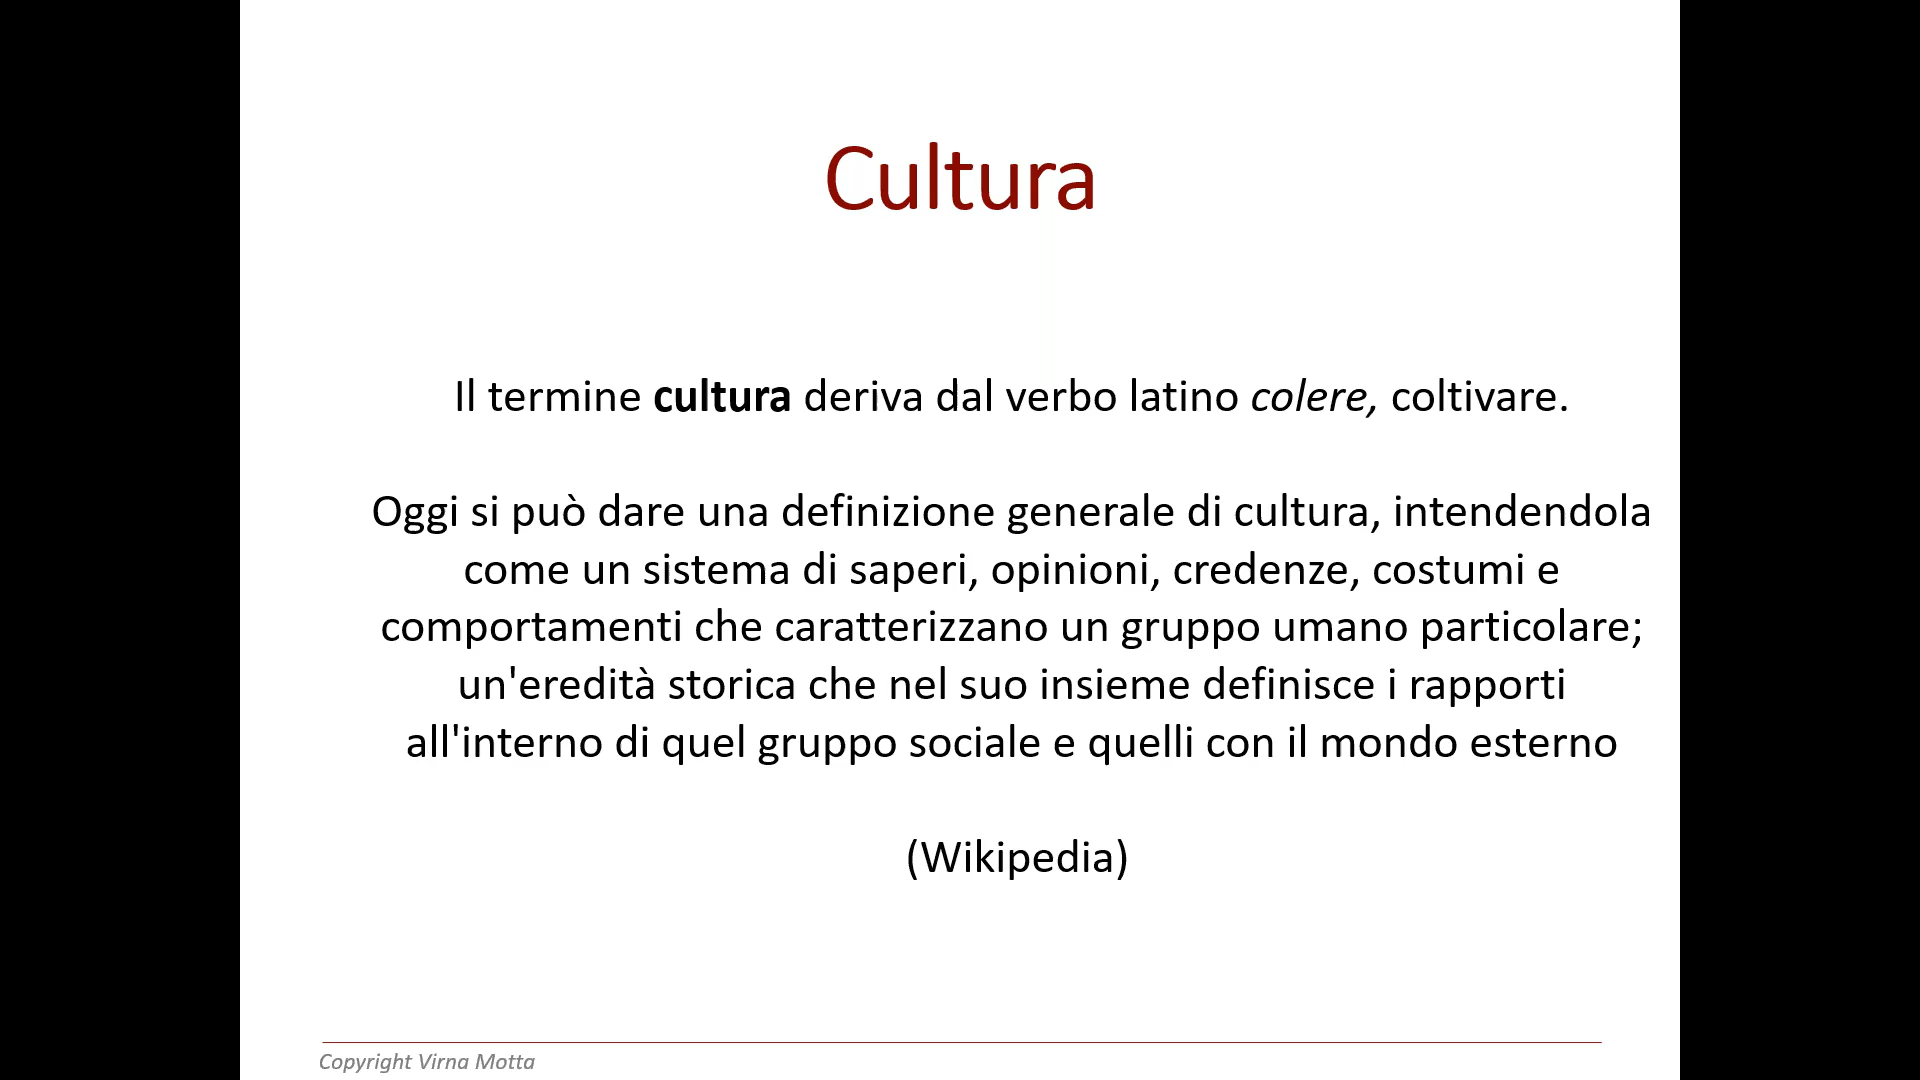 Cultura
Il termine cultura deriva dal verbo latino colere, coltivare.
Oggi si può dare una definizione generale di cultura, intendendola
come un sistema di saperi, opinioni, credenze, costumi e
comportamenti che caratterizzano un gruppo umano particolare;
un'eredità storica che nel suo insieme definisce i rapporti
all'interno di quel gruppo sociale e quelli con il mondo esterno
(Wikipedia)
Copyright Virna Motta